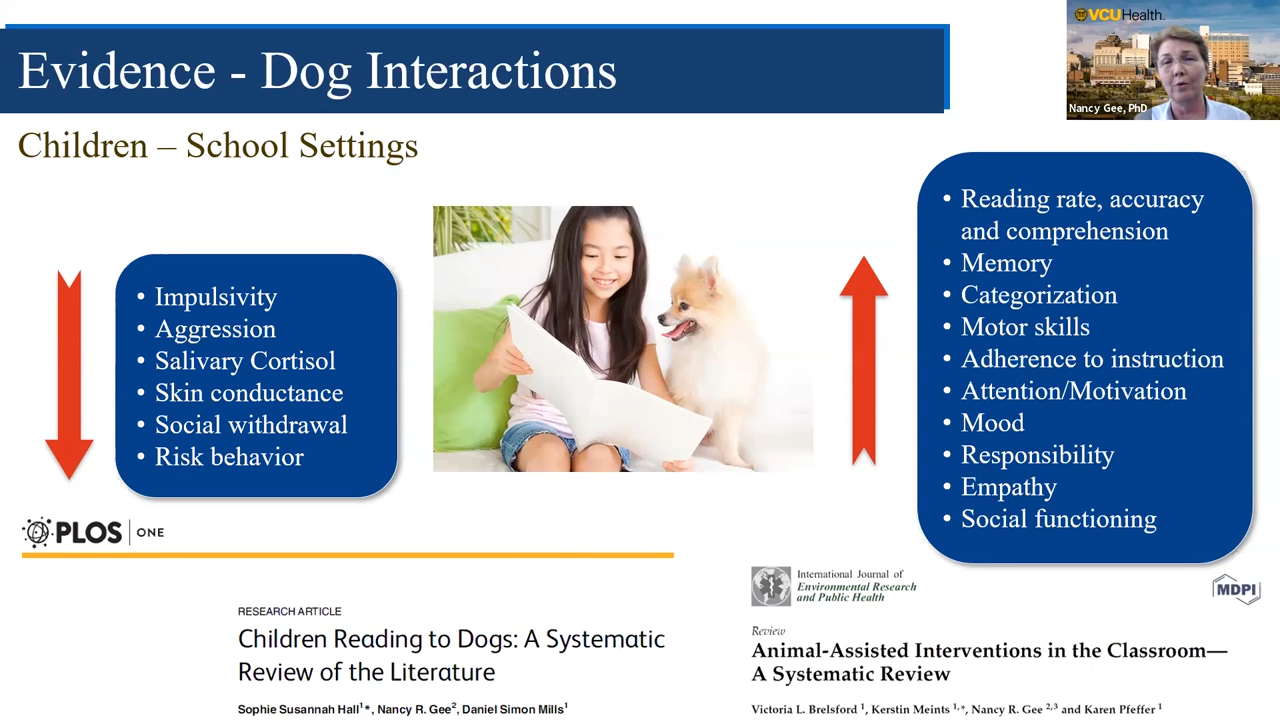 Evidence - Dog Interactions
VCUHealth.
Nancy Gee, PhD
Children – School Settings
• Impulsivity
• Aggression
• Salivary Cortisol
• Skin conductance
• Social withdrawal
• Risk behavior
• Reading rate, accuracy
and comprehension
• Memory
• Categorization
• Motor skills
• Adherence to instruction
• Attention/Motivation
• Mood
• Responsibility
• Empathy
• Social functioning
PLOS | ONE
RESEARCH ARTICLE
Children Reading to Dogs: A Systematic
Review of the Literature
Sophie Susannah Hall1*, Nancy R. Gee2, Daniel Simon Mills1
International Journal of
Environmental Research
and Public Health
MDPI
Review
Animal-Assisted Interventions in the Classroom—
A Systematic Review
Victoria L. Brelsford 1, Kerstin Meints 1,*, Nancy R. Gee 2,3 and Karen Pfeffer 1